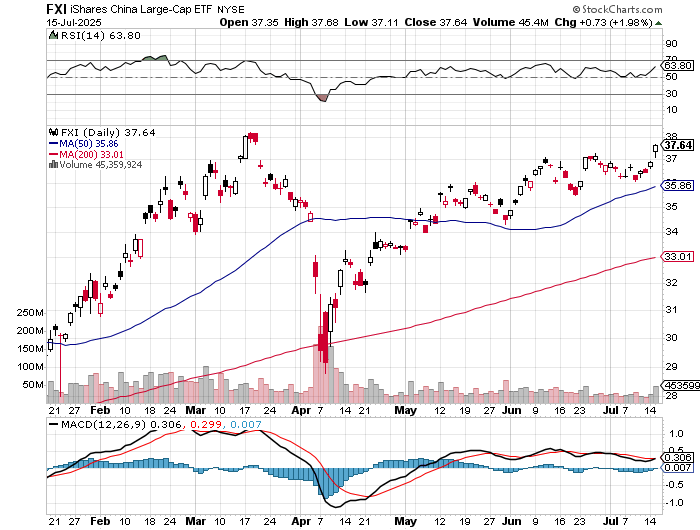 FXI iShares China Large-Cap ETF NYSE
© StockCharts.com
15-Jul-2025
Open 37.35 High 37.68 Low 37.11 Close 37.64 Volume 45.4M Chg +0.73 (+1.98%)
RSI(14) 63.80
90
70
63.80
50
30
10
FXI (Daily) 37.64
MA(50) 35.86
MA(200) 33.01
Volume 45,359,924
38
37.64
37
36
35.86
35
34
33.01
32
31
30
29
28
250M
200M
150M
100M
50M
453599
21 27 Feb 10 18 24 Mar 10 17 24 Apr 7 14 21 May 12 19 27 Jun 9 16 23 Jul 7 14
MACD(12,26,9) 0.306, 0.299, 0.007
1.0
0.5
0.306
0.007
-0.5
-1.0
21 27 Feb 10 18 24 Mar 10 17 24 Apr 7 14 21 May 12 19 27 Jun 9 16 23 Jul 7 14